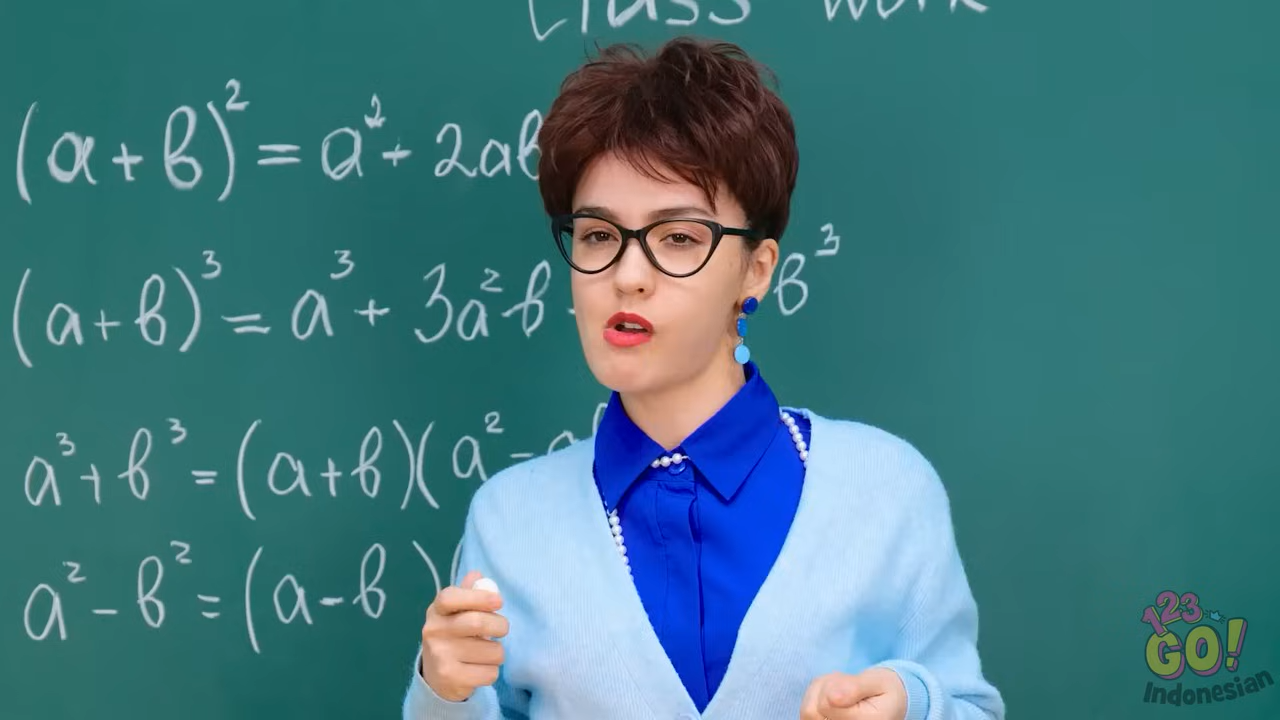 Class work
(a+b)² = a² + 2ab
(a+b)³ = a³ + 3a²b b³
a³+b³ = (a+b)(a²-a
a²-b² = (a-b)
123
GO!
Indonesian